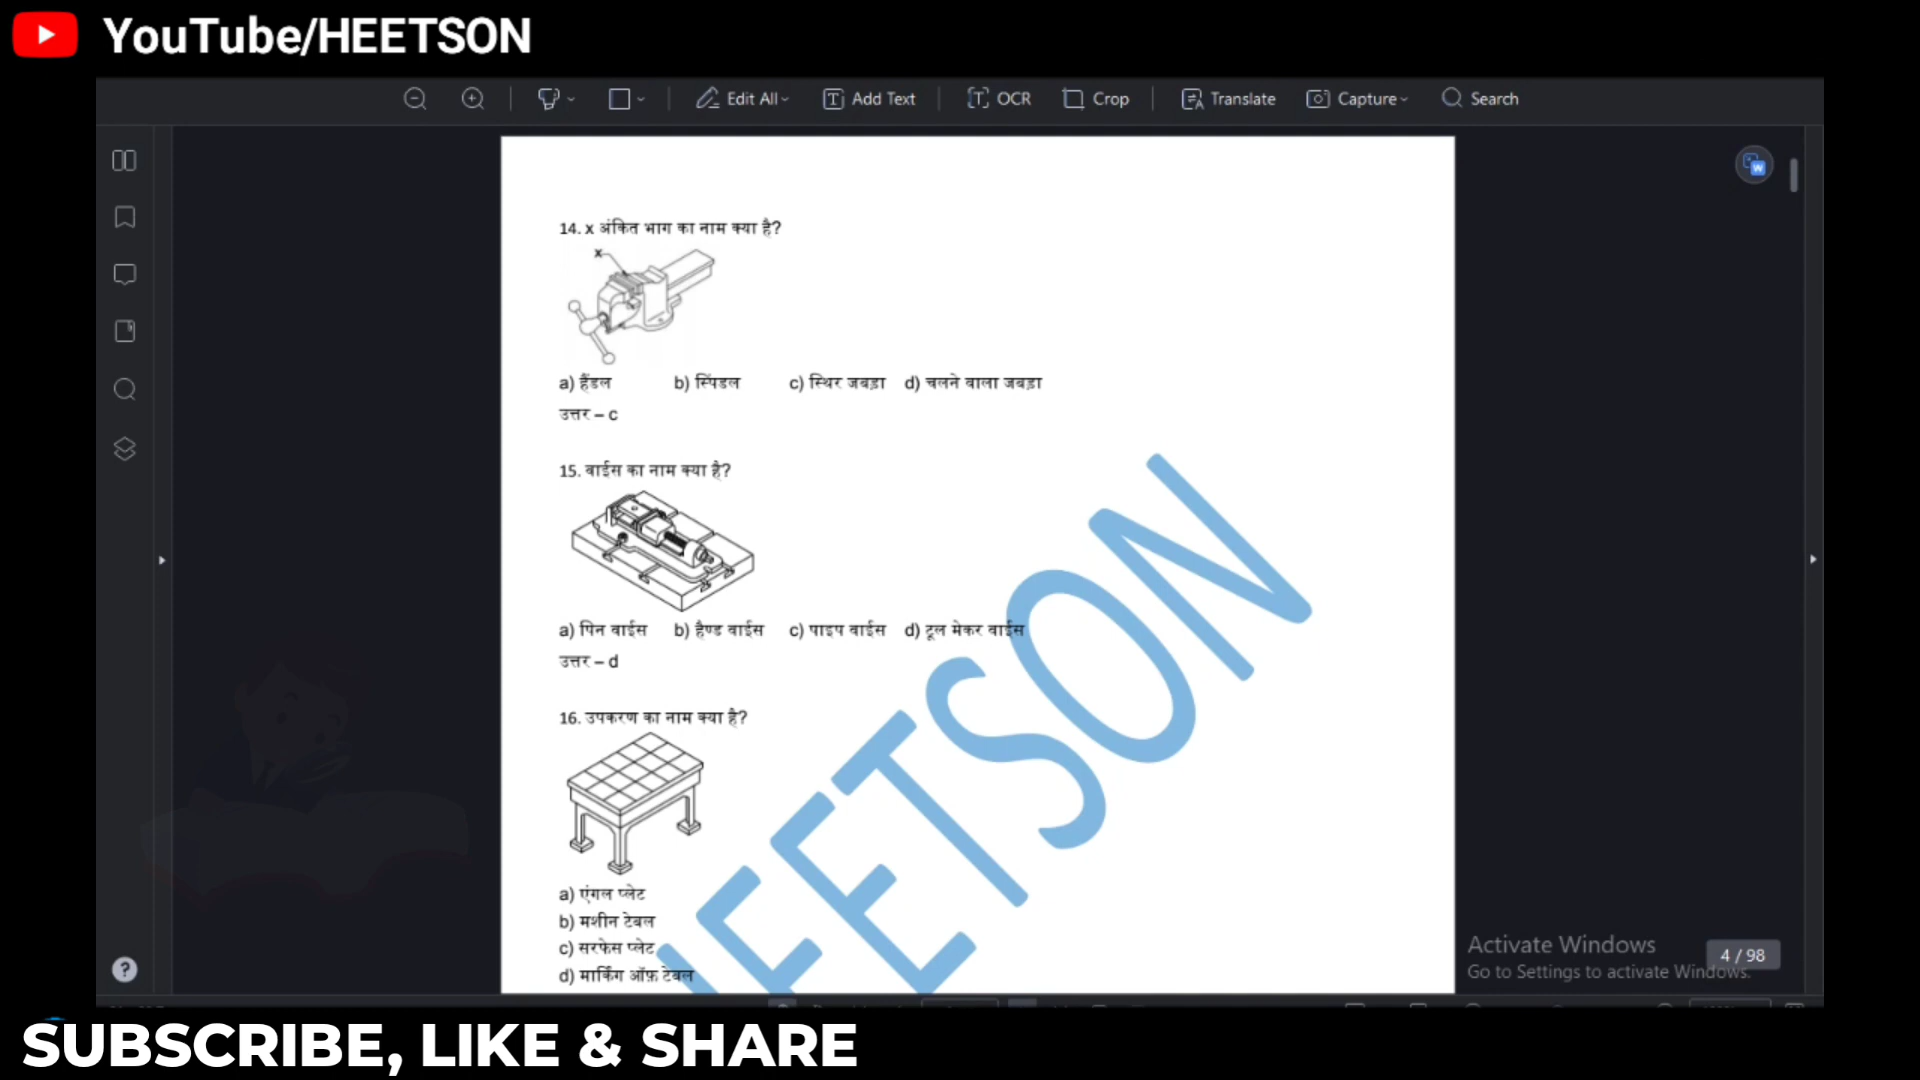 YouTube/HEETSON
Edit All
Add Text
OCR
Crop
Translate
Capture
Search
14. x अंकित भाग का नाम क्या है?
x
a) हैंडल b) स्पिंडल c) स्थिर जबड़ा d) चलने वाला जबड़ा
उत्तर – c
15. वाईस का नाम क्या है?
a) पिन वाईस b) हैण्ड वाईस c) पाइप वाईस d) टूल मेकर वाईस
उत्तर – d
16. उपकरण का नाम क्या है?
a) एंगल प्लेट
b) मशीन टेबल
c) सरफेस प्लेट
d) मार्किंग ऑफ़ टेबल
HEETSON
Activate Windows
Go to Settings to activate Windows.
4 / 98
SUBSCRIBE, LIKE & SHARE